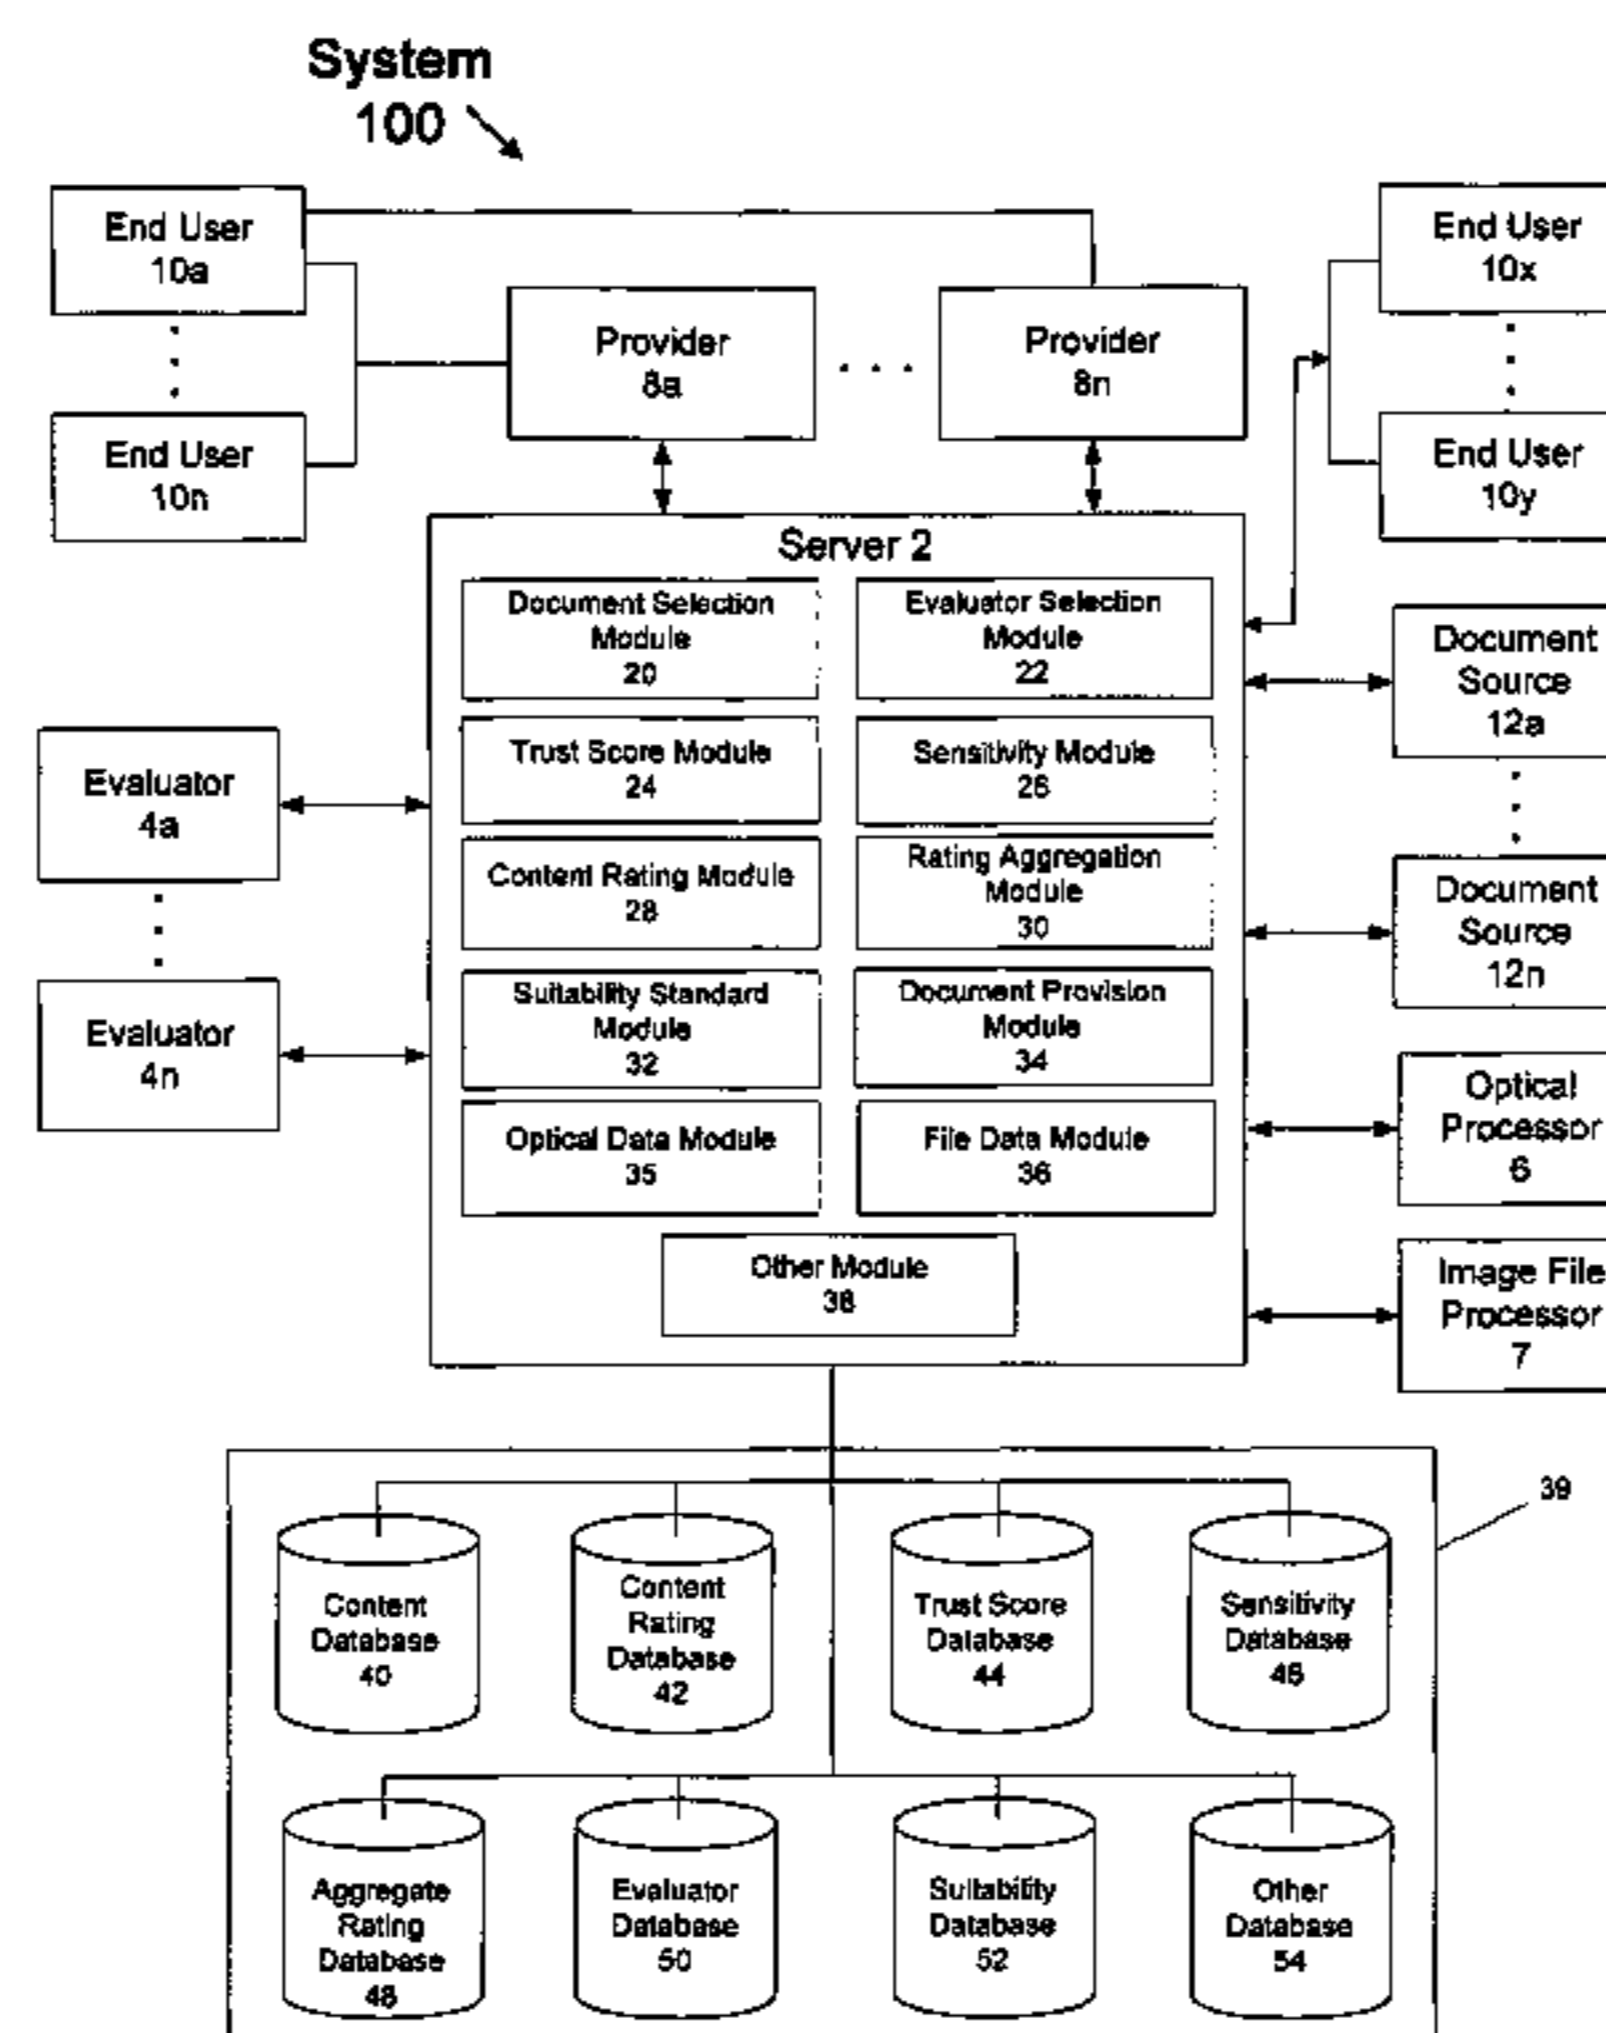 System
100
End User
10a
End User
10n
Provider
8a
. . .
Provider
8n
End User
10x
End User
10y
Server 2
Document Selection
Module
20
Evaluator Selection
Module
22
Trust Score Module
24
Sensitivity Module
26
Content Rating Module
28
Rating Aggregation
Module
30
Suitability Standard
Module
32
Document Provision
Module
34
Optical Data Module
35
File Data Module
36
Other Module
38
Evaluator
4a
Evaluator
4n
Document
Source
12a
Document
Source
12n
Optical
Processor
6
Image File
Processor
7
39
Content
Database
40
Content
Rating
Database
42
Trust Score
Database
44
Sensitivity
Database
46
Aggregate
Rating
Database
48
Evaluator
Database
50
Suitability
Database
52
Other
Database
54